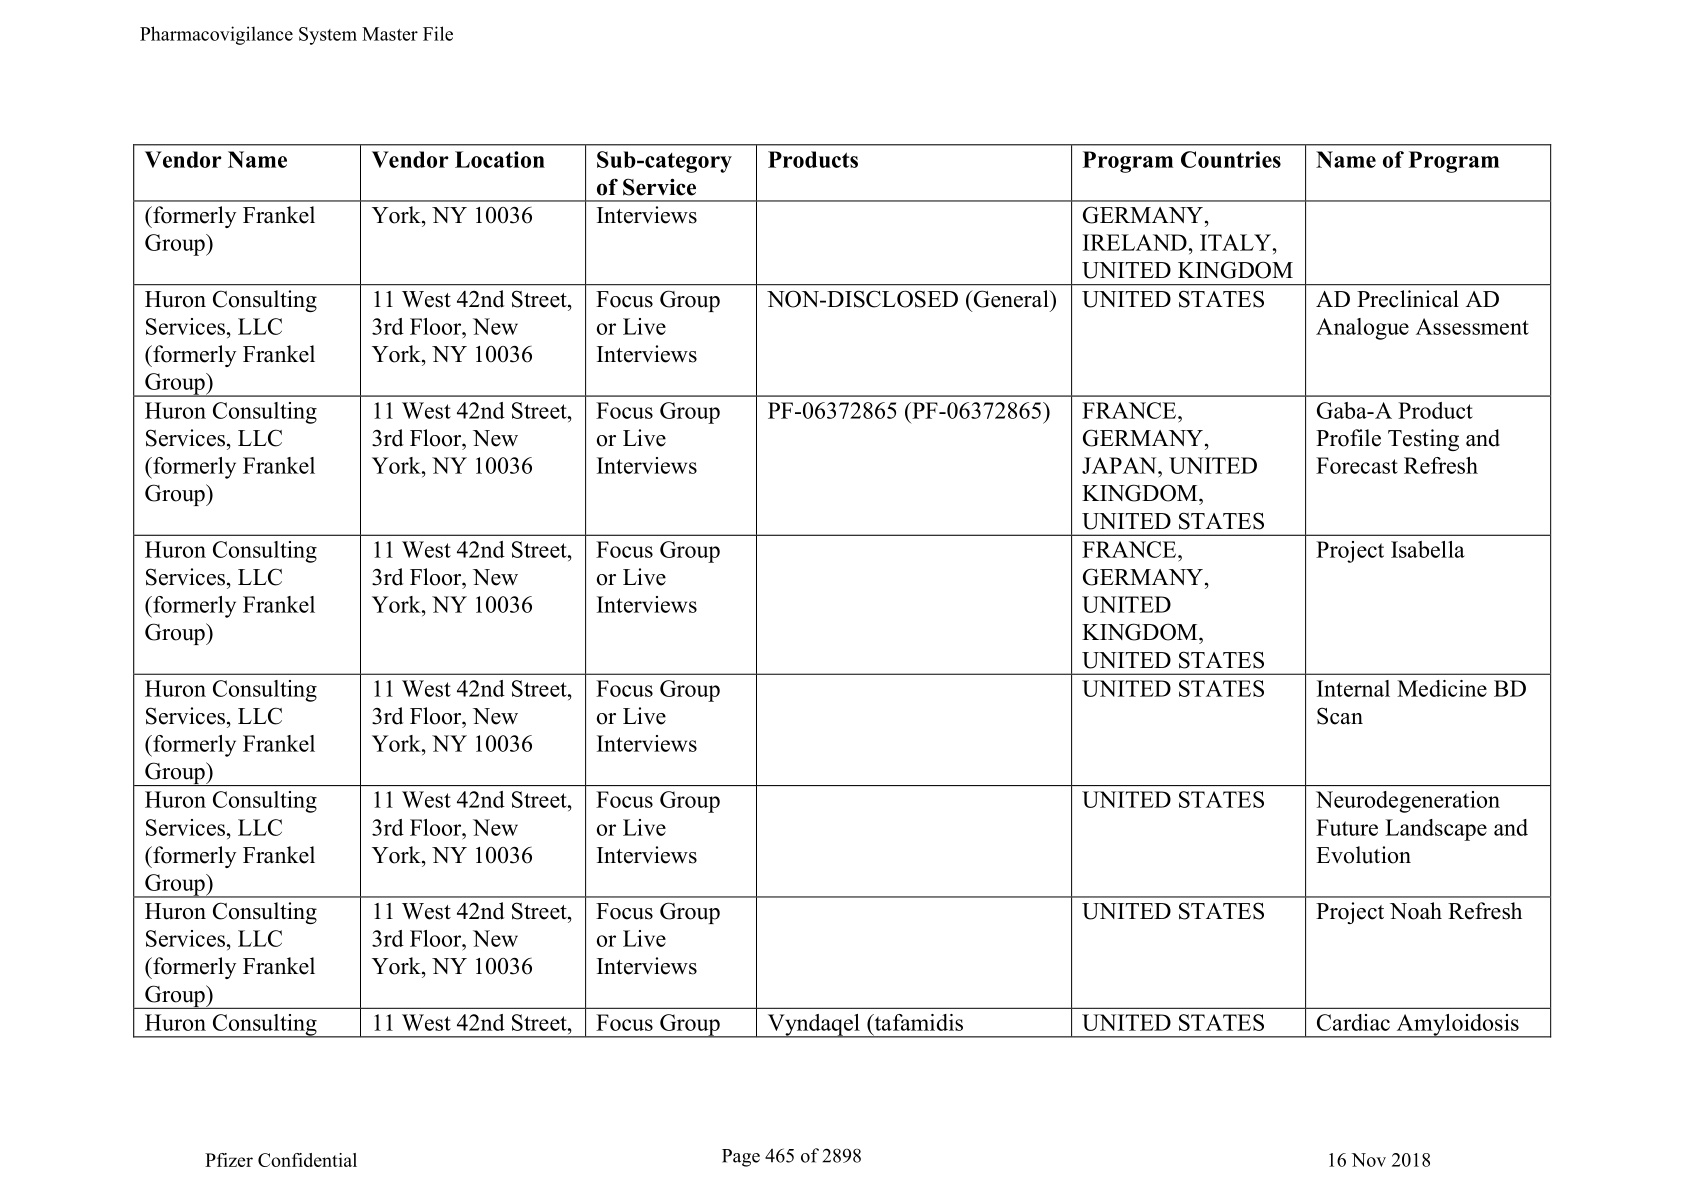 Pharmacovigilance System Master File
Vendor Name
Vendor Location
Sub-category
of Service
Products
Program Countries
Name of Program
(formerly Frankel
Group)
York, NY 10036
Interviews
GERMANY,
IRELAND, ITALY,
UNITED KINGDOM
Huron Consulting
Services, LLC
(formerly Frankel
Group)
11 West 42nd Street,
3rd Floor, New
York, NY 10036
Focus Group
or Live
Interviews
NON-DISCLOSED (General)
UNITED STATES
AD Preclinical AD
Analogue Assessment
Huron Consulting
Services, LLC
(formerly Frankel
Group)
11 West 42nd Street,
3rd Floor, New
York, NY 10036
Focus Group
or Live
Interviews
PF-06372865 (PF-06372865)
FRANCE,
GERMANY,
JAPAN, UNITED
KINGDOM,
UNITED STATES
Gaba-A Product
Profile Testing and
Forecast Refresh
Huron Consulting
Services, LLC
(formerly Frankel
Group)
11 West 42nd Street,
3rd Floor, New
York, NY 10036
Focus Group
or Live
Interviews
FRANCE,
GERMANY,
UNITED
KINGDOM,
UNITED STATES
Project Isabella
Huron Consulting
Services, LLC
(formerly Frankel
Group)
11 West 42nd Street,
3rd Floor, New
York, NY 10036
Focus Group
or Live
Interviews
UNITED STATES
Internal Medicine BD
Scan
Huron Consulting
Services, LLC
(formerly Frankel
Group)
11 West 42nd Street,
3rd Floor, New
York, NY 10036
Focus Group
or Live
Interviews
UNITED STATES
Neurodegeneration
Future Landscape and
Evolution
Huron Consulting
Services, LLC
(formerly Frankel
Group)
11 West 42nd Street,
3rd Floor, New
York, NY 10036
Focus Group
or Live
Interviews
UNITED STATES
Project Noah Refresh
Huron Consulting
11 West 42nd Street,
Focus Group
Vyndaqel (tafamidis
UNITED STATES
Cardiac Amyloidosis
Pfizer Confidential
Page 465 of 2898
16 Nov 2018